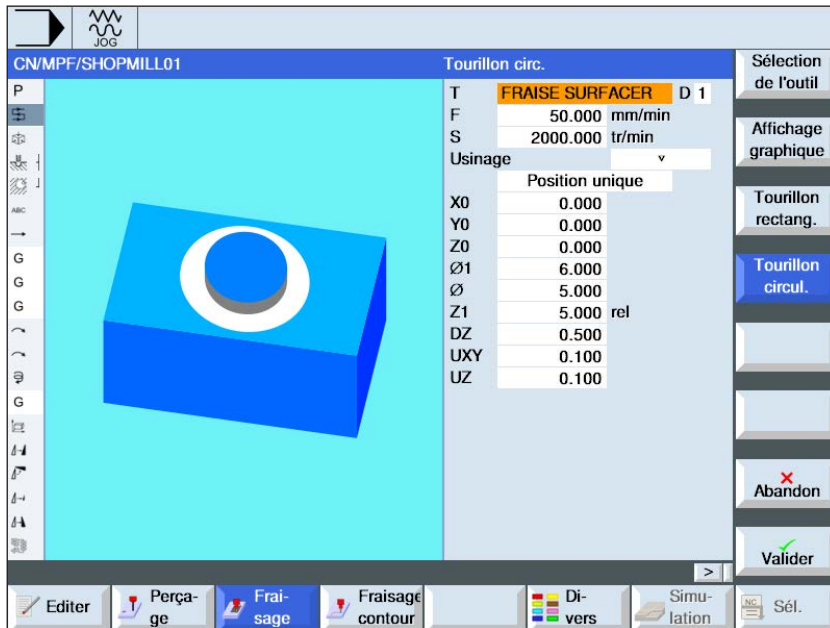 JOG
CN/MPF/SHOPMILL01
Tourillon circ.
P
ABC
G
G
G
G
T FRAISE SURFACER D 1
F 50.000 mm/min
S 2000.000 tr/min
Usinage ▿
Position unique
X0 0.000
Y0 0.000
Z0 0.000
Ø1 6.000
Ø 5.000
Z1 5.000 rel
DZ 0.500
UXY 0.100
UZ 0.100
Sélection
de l'outil
Affichage
graphique
Tourillon
rectang.
Tourillon
circul.
Abandon
Valider
>
Editer
Perça-
ge
Frai-
sage
Fraisage
contour
Di-
vers
Simu-
lation
NC
Sél.